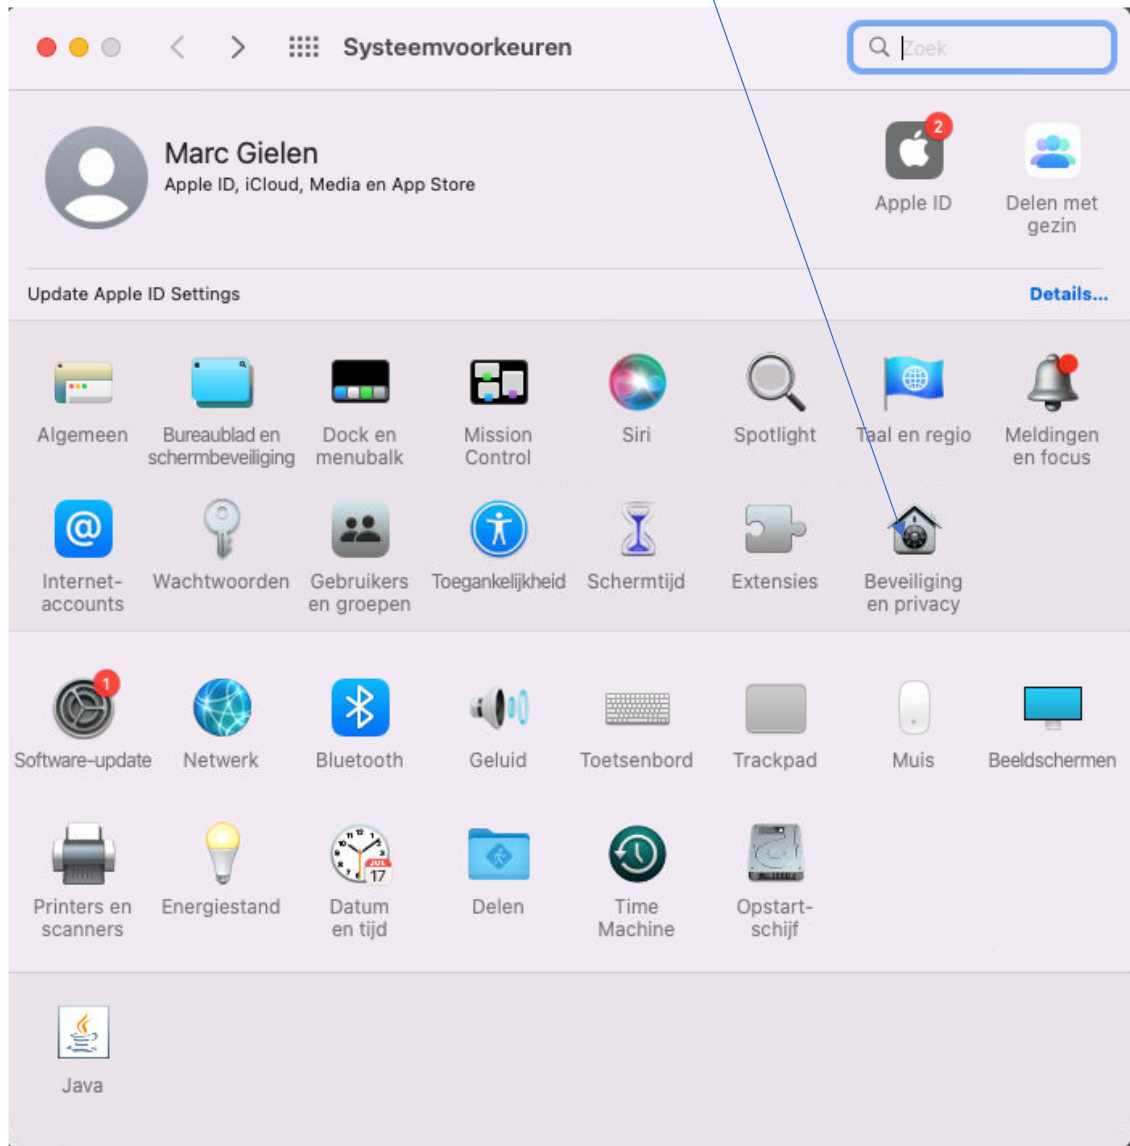 Systeemvoorkeuren
Zoek
Marc Gielen
Apple ID, iCloud, Media en App Store
2
Apple ID
Delen met
gezin
Update Apple ID Settings
Details...
Algemeen
Bureaublad en
schermbeveiliging
Dock en
menubalk
Mission
Control
Siri
Spotlight
Taal en regio
Meldingen
en focus
@
Internet-
accounts
Wachtwoorden
Gebruikers
en groepen
Toegankelijkheid
Schermtijd
Extensies
Beveiliging
en privacy
1
Software-update
Netwerk
Bluetooth
Geluid
Toetsenbord
Trackpad
Muis
Beeldschermen
Printers en
scanners
Energiestand
JUL
17
Datum
en tijd
Delen
Time
Machine
Opstart-
schijf
Java